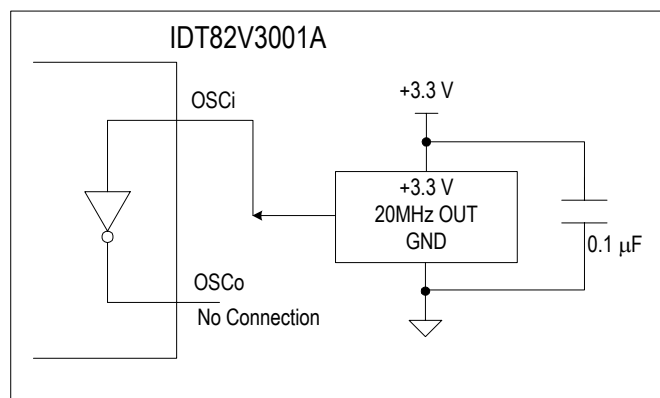 IDT82V3001A
OSCi
+3.3 V
+3.3 V
20MHz OUT
GND
0.1 μF
OSCo
No Connection